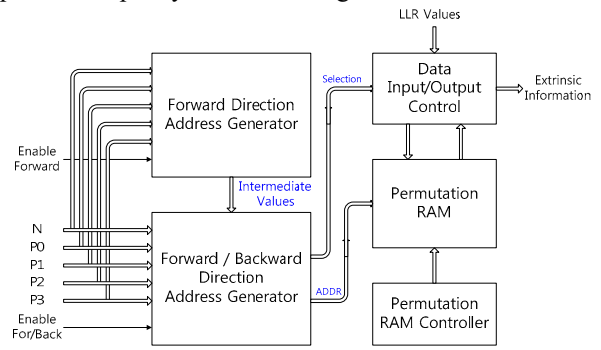 LLR Values
Forward Direction
Address Generator
Selection
Data
Input/Output
Control
Extrinsic
Information
Enable
Forward
Intermediate
Values
Permutation
RAM
N
P0
P1
P2
P3
Forward / Backward
Direction
Address Generator
ADDR
Enable
For/Back
Permutation
RAM Controller